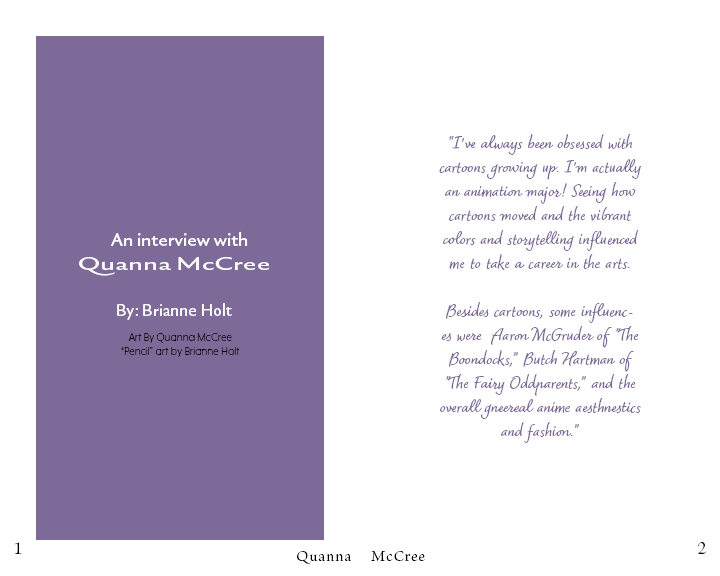 An interview with
Quanna McCree
By: Brianne Holt
Art By Quanna McCree
"Pencil" art by Brianne Holt
"I've always been obsessed with
cartoons growing up. I'm actually
an animation major! Seeing how
cartoons moved and the vibrant
colors and storytelling influenced
me to take a career in the arts.
Besides cartoons, some influenc-
es were Aaron McGruder of "The
Boondocks," Butch Hartman of
"The Fairy Oddparents," and the
overall gneereal anime aesthnestics
and fashion."
1
Quanna McCree
2